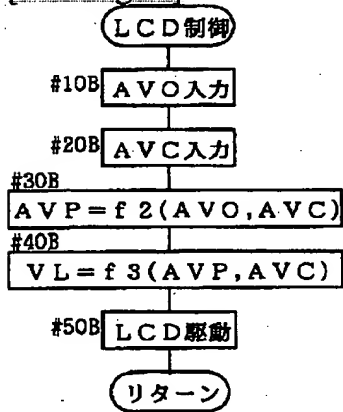 LCD制御
#10B AVO入力
#20B AVC入力
#30B
AVP=f2(AVO,AVC)
#40B
VL=f3(AVP,AVC)
#50B LCD駆動
リターン